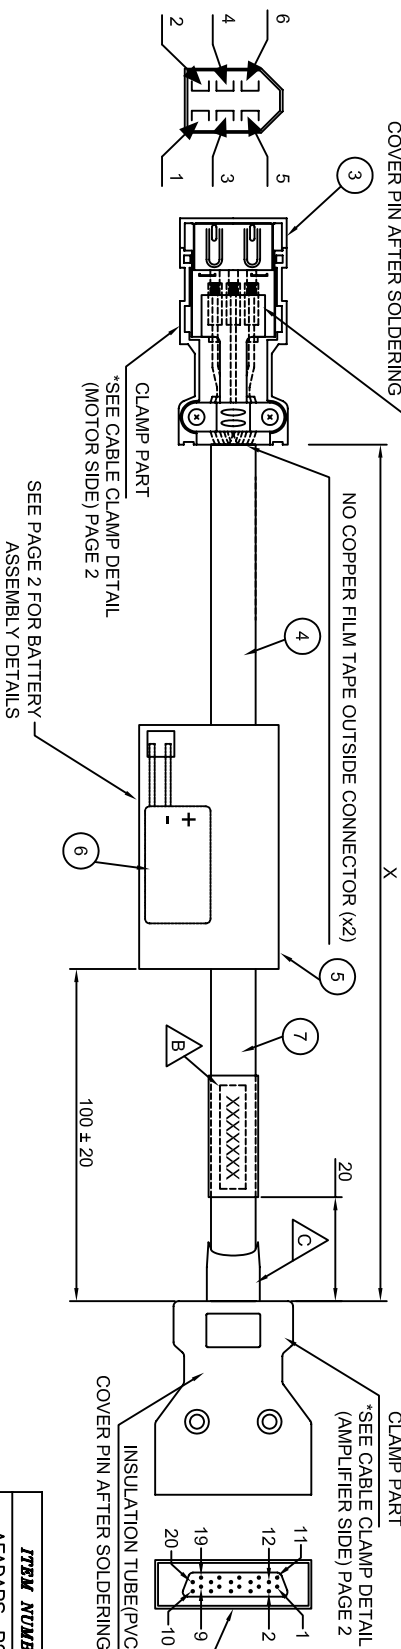 2
4
6
1
3
5
COVER PIN AFTER SOLDERING
3
CLAMP PART
*SEE CABLE CLAMP DETAIL
(MOTOR SIDE) PAGE 2
NO COPPER FILM TAPE OUTSIDE CONNECTOR (x2)
4
X
SEE PAGE 2 FOR BATTERY
ASSEMBLY DETAILS
+
-
6
5
7
B
XXXXXXX
100 ± 20
20
C
CLAMP PART
*SEE CABLE CLAMP DETAIL
(AMPLIFIER SIDE) PAGE 2
INSULATION TUBE(PVC
COVER PIN AFTER SOLDERING
11
12
1
2
19
20
9
10
ITEM NUMB